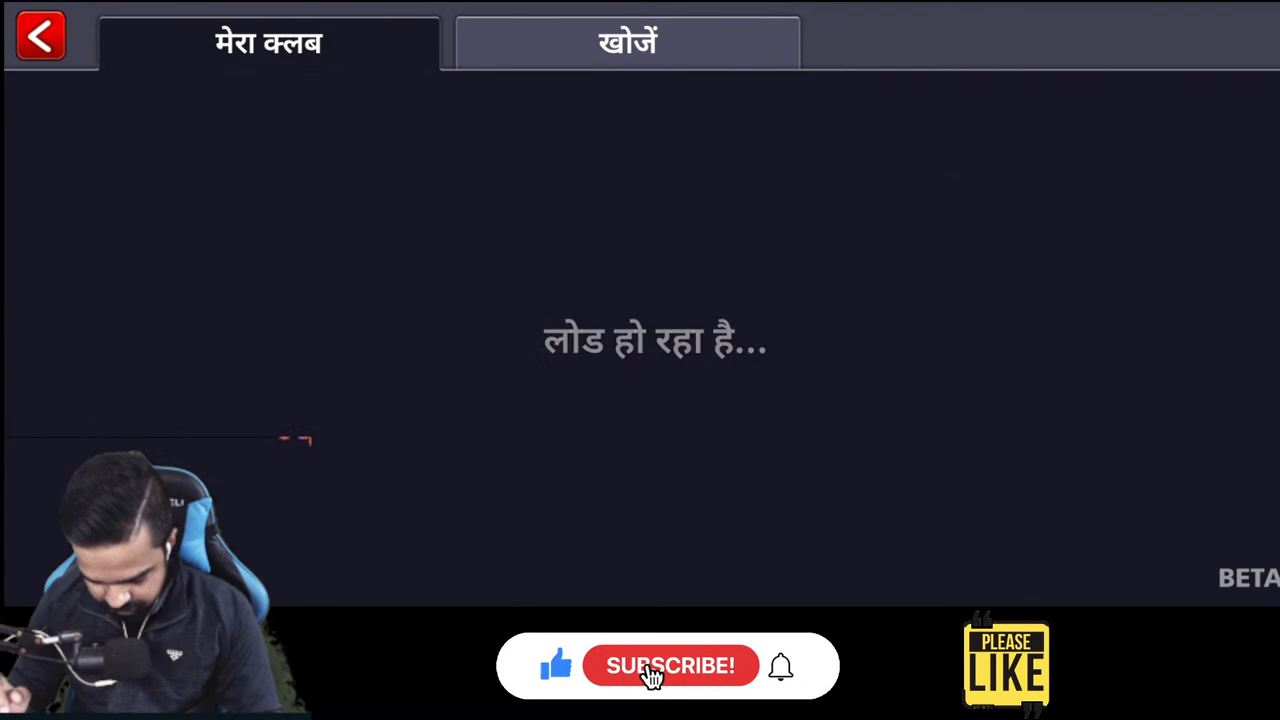 मेरा क्लब
खोजें
लोड हो रहा है...
BETA
SUBSCRIBE!
PLEASE
LIKE